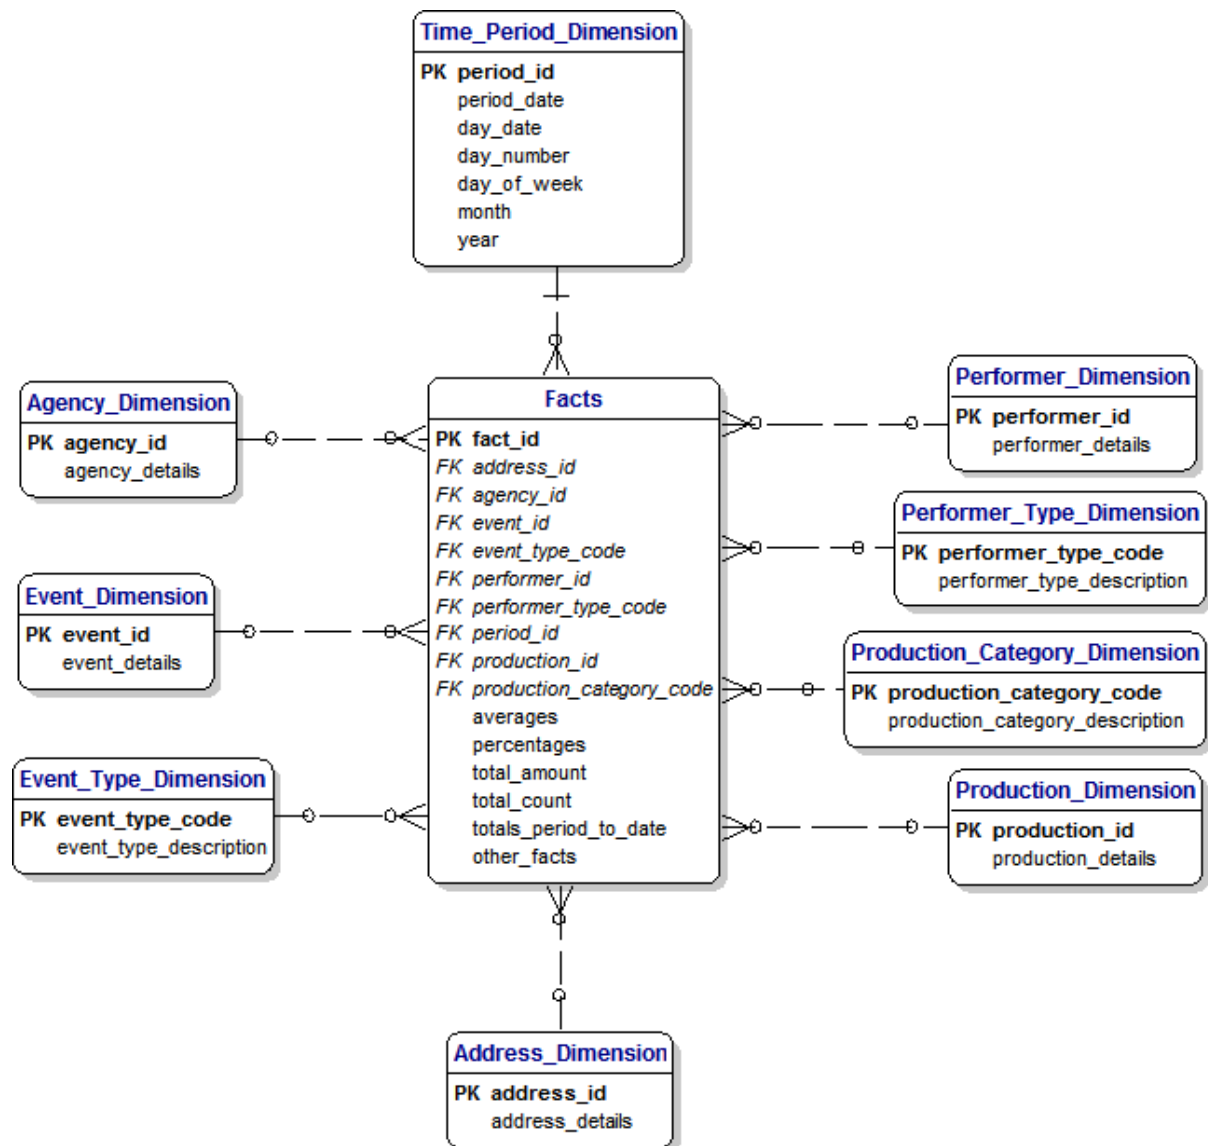 Time_Period_Dimension
PK period_id
period_date
day_date
day_number
day_of_week
month
year
Agency_Dimension
PK agency_id
agency_details
Event_Dimension
PK event_id
event_details
Event_Type_Dimension
PK event_type_code
event_type_description
Facts
PK fact_id
FK address_id
FK agency_id
FK event_id
FK event_type_code
FK performer_id
FK performer_type_code
FK period_id
FK production_id
FK production_category_code
averages
percentages
total_amount
total_count
totals_period_to_date
other_facts
Performer_Dimension
PK performer_id
performer_details
Performer_Type_Dimension
PK performer_type_code
performer_type_description
Production_Category_Dimension
PK production_category_code
production_category_description
Production_Dimension
PK production_id
production_details
Address_Dimension
PK address_id
address_details